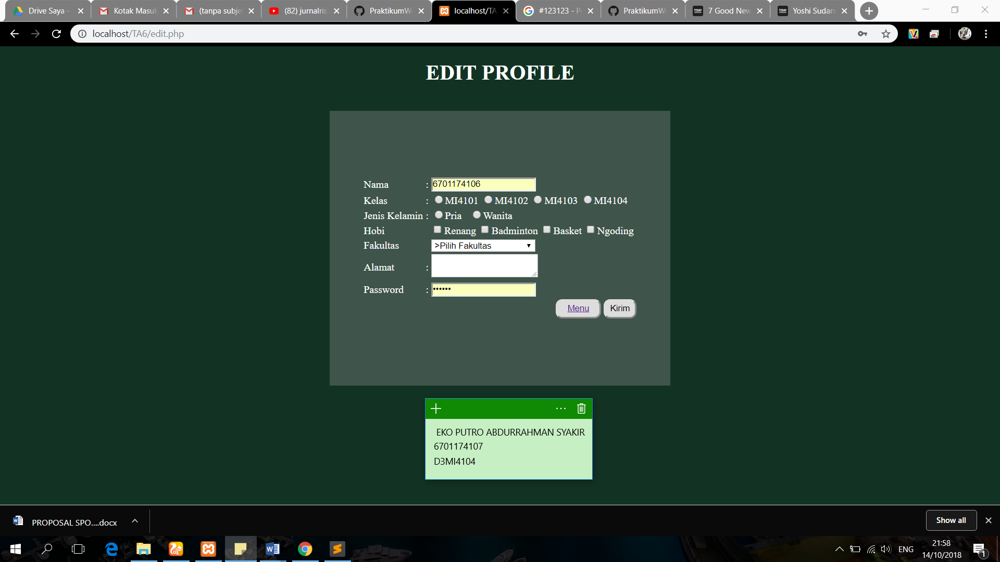 Drive Saya -
Kotak Masuk
(tanpa subje
(82) jurnalris
PraktikumW
localhost/TA
#123123 - P
PraktikumW
7 Good New
Yoshi Sudars
localhost/TA6/edit.php
EDIT PROFILE
Nama : 6701174106
Kelas : MI4101 MI4102 MI4103 MI4104
Jenis Kelamin : Pria Wanita
Hobi Renang Badminton Basket Ngoding
Fakultas >Pilih Fakultas
Alamat :
Password : ••••••
Menu Kirim
EKO PUTRO ABDURRAHMAN SYAKIR
6701174107
D3MI4104
PROPOSAL SPO....docx
Show all
ENG
21:58
14/10/2018
1